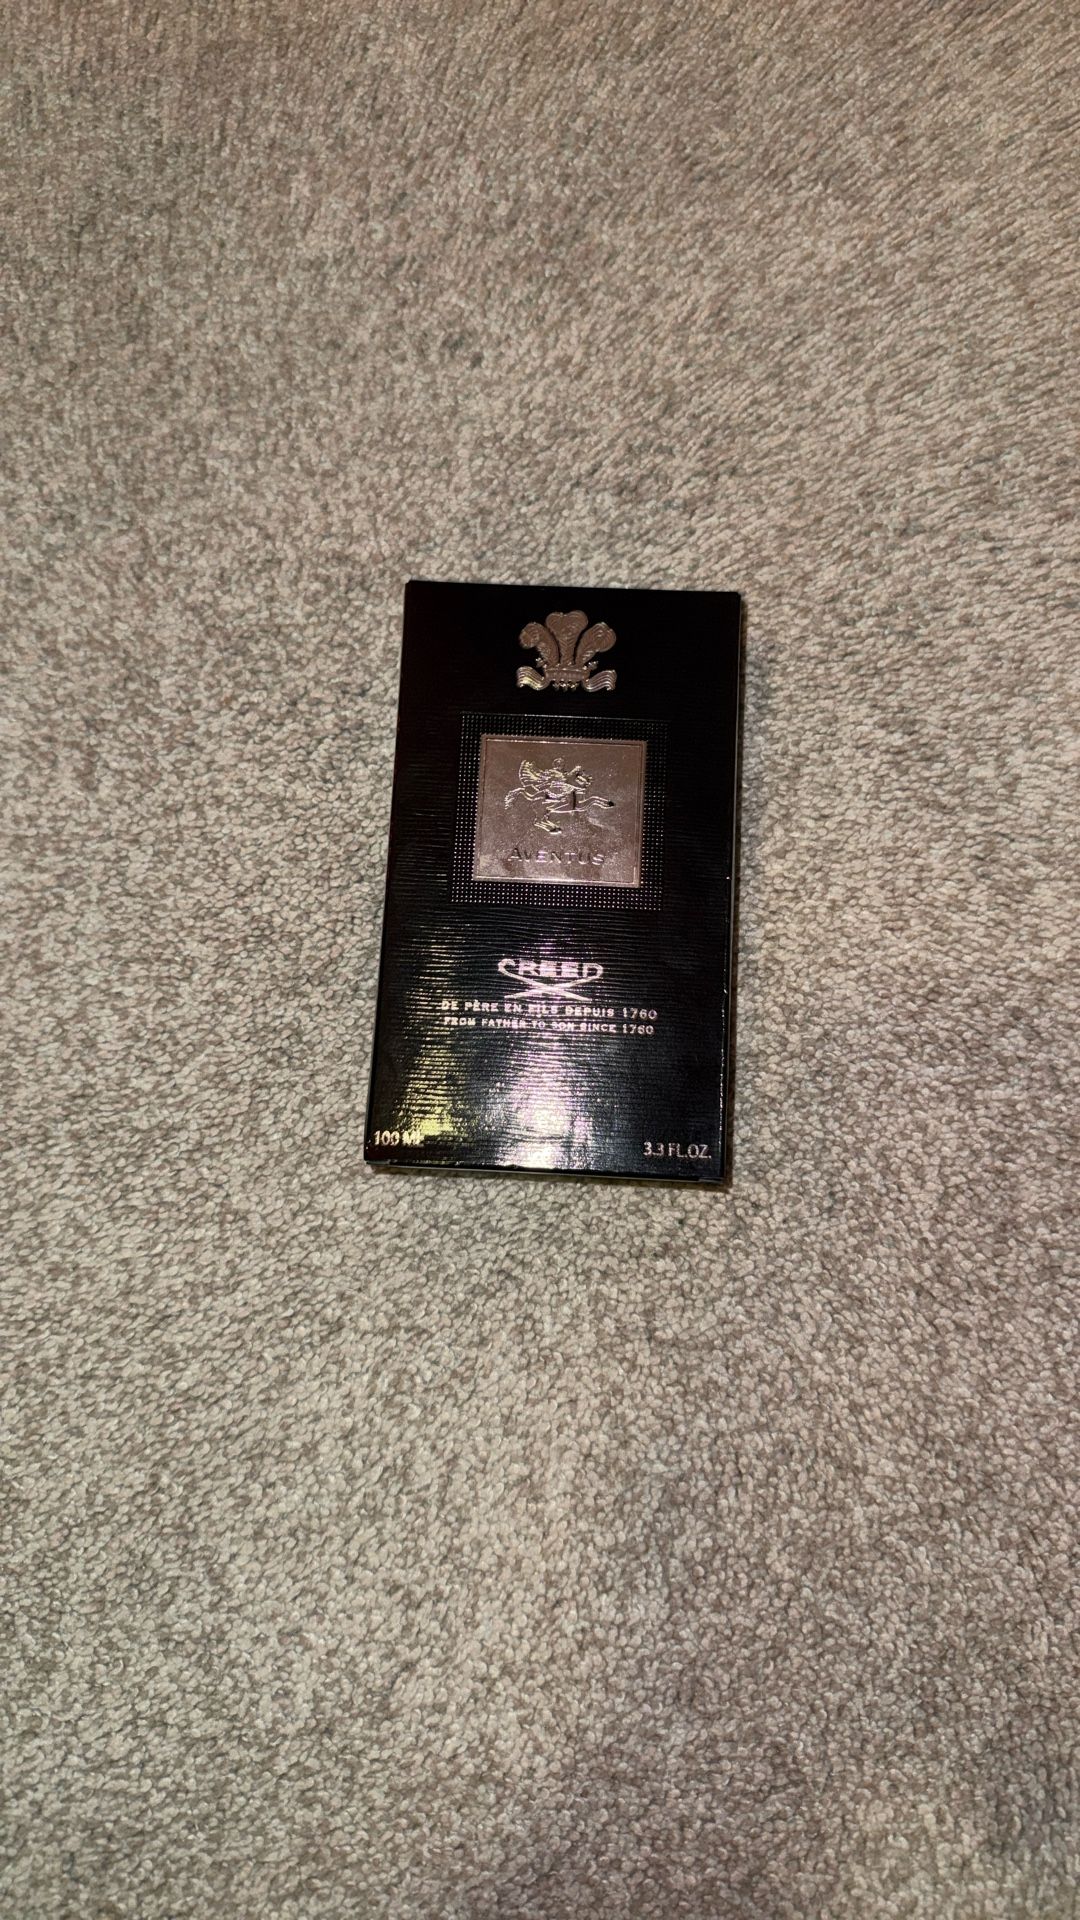 AVENTUS
CREED
DE PÈRE EN FILS DEPUIS 1760
FROM FATHER TO SON SINCE 1760
100 ML
3.3 FL.OZ.